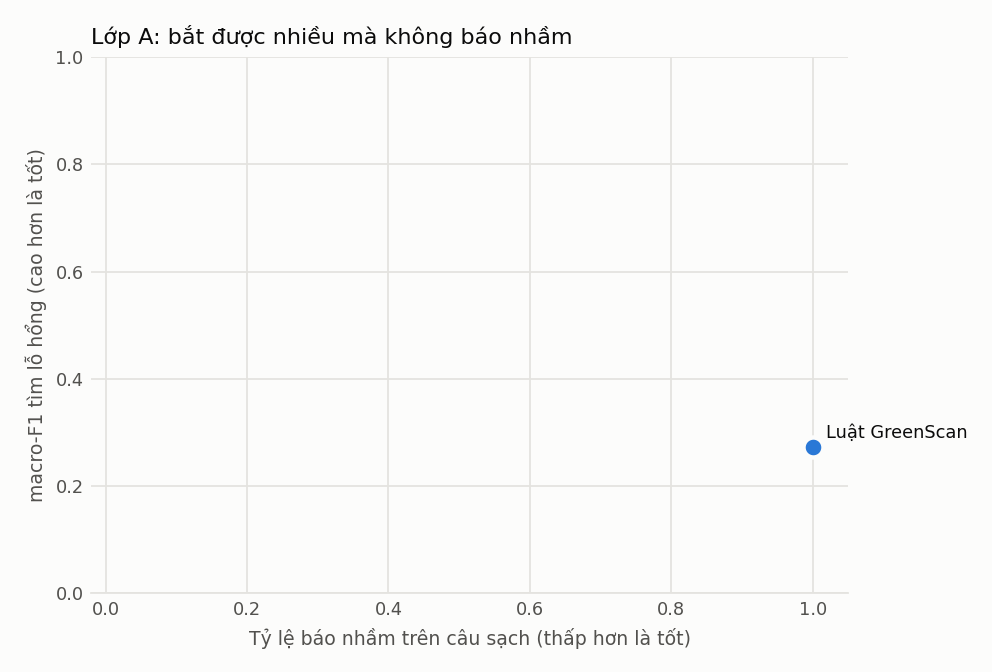 Lớp A: bắt được nhiều mà không báo nhầm
macro-F1 tìm lỗ hổng (cao hơn là tốt)
1.0
0.8
0.6
0.4
0.2
0.0
Luật GreenScan
0.0 0.2 0.4 0.6 0.8 1.0
Tỷ lệ báo nhầm trên câu sạch (thấp hơn là tốt)